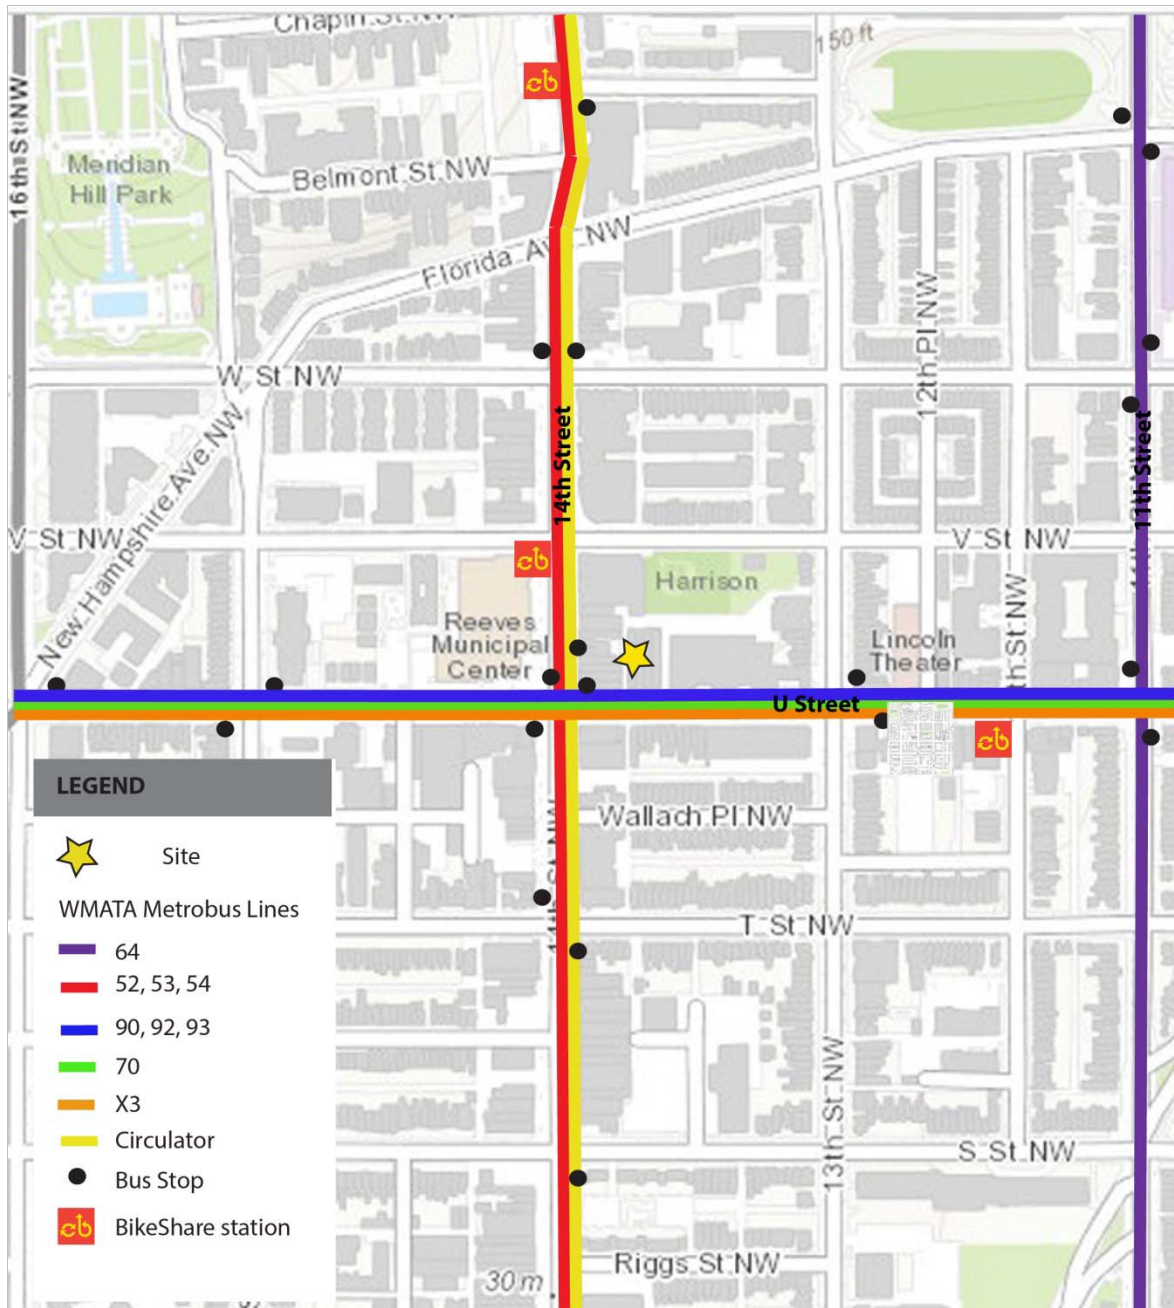 Chapin St NW
150 ft
16th St NW
Meridian
Hill Park
Belmont St NW
Florida Ave NW
12th Pl NW
W St NW
14th Street
11th Street
New Hampshire Ave NW
V St NW
V St NW
Harrison
Reeves
Municipal
Center
Lincoln
Theater
th St NW
U Street
LEGEND
Site
WMATA Metrobus Lines
64
52, 53, 54
90, 92, 93
70
X3
Circulator
Bus Stop
BikeShare station
Wallach Pl NW
14th St NW
T St NW
13th St NW
S St NW
Riggs St NW
30 m